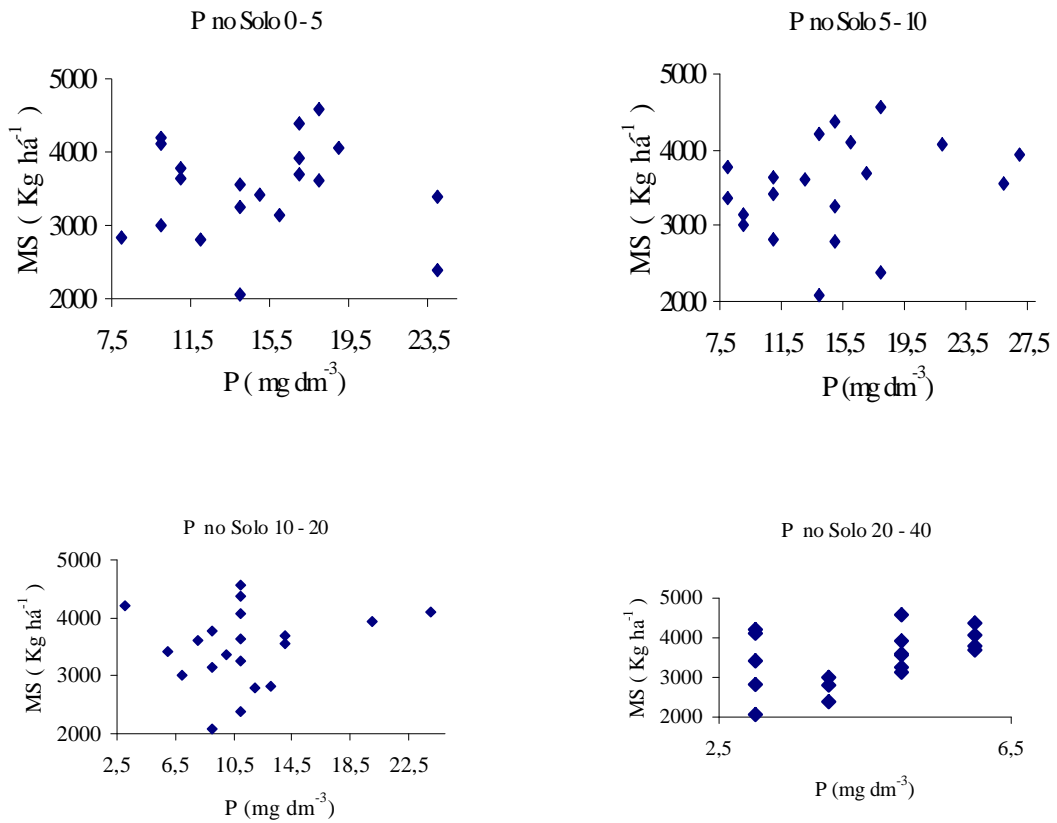 P no Solo 0 - 5
MS ( Kg há-1 )
5000
4000
3000
2000
7,5 11,5 15,5 19,5 23,5
P ( mg dm-3)
P no Solo 5 - 10
MS ( Kg há-1 )
5000
4000
3000
2000
7,5 11,5 15,5 19,5 23,5 27,5
P (mg dm-3)
P no Solo 10 - 20
MS ( Kg há-1 )
5000
4000
3000
2000
2,5 6,5 10,5 14,5 18,5 22,5
P (mg dm-3)
P no Solo 20 - 40
MS ( Kg ha-1 )
5000
4000
3000
2000
2,5 6,5
P (mg dm-3)